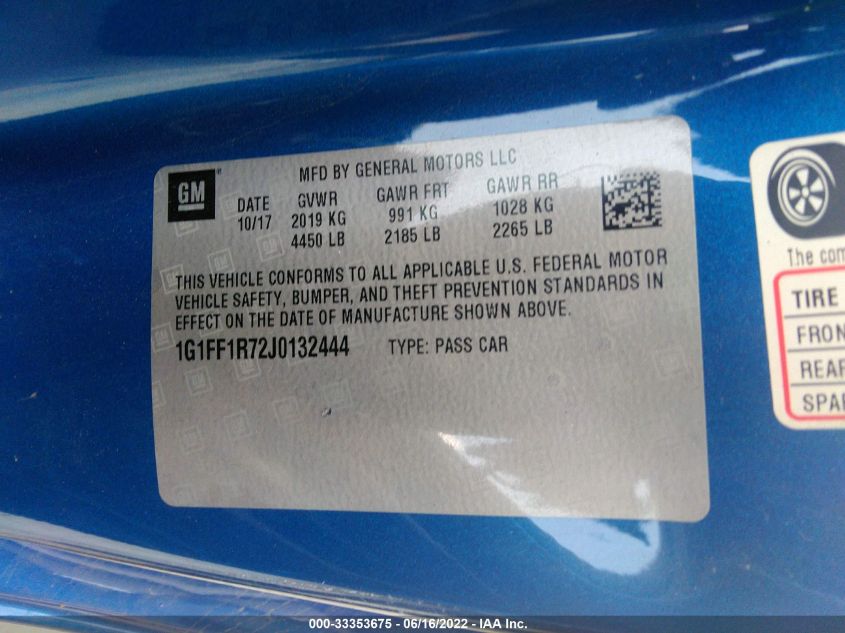 GM
MFD BY GENERAL MOTORS LLC
DATE GVWR GAWR FRT GAWR RR
10/17 2019 KG 991 KG 1028 KG
4450 LB 2185 LB 2265 LB
THIS VEHICLE CONFORMS TO ALL APPLICABLE U.S. FEDERAL MOTOR
VEHICLE SAFETY, BUMPER, AND THEFT PREVENTION STANDARDS IN
EFFECT ON THE DATE OF MANUFACTURE SHOWN ABOVE.
1G1FF1R72J0132444 TYPE: PASS CAR
The com
TIRE
FRON
REAR
SPAR
000-33353675 - 06/16/2022 - IAA Inc.